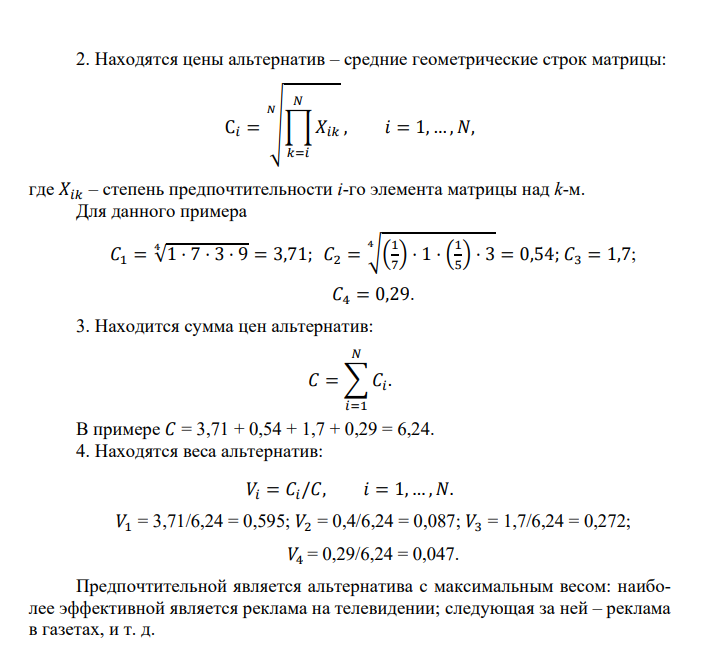 2. Находятся цены альтернатив – средние геометрические строк матрицы:
$$C_i = \sqrt[N]{\prod_{k=i}^{N} X_{ik}}\,, \qquad i = 1, \ldots, N,$$
где $X_{ik}$ – степень предпочтительности i-го элемента матрицы над k-м.
Для данного примера
$$C_1 = \sqrt[4]{1 \cdot 7 \cdot 3 \cdot 9} = 3,71; \; C_2 = \sqrt[4]{\left(\frac{1}{7}\right) \cdot 1 \cdot \left(\frac{1}{5}\right) \cdot 3} = 0,54; \; C_3 = 1,7;$$
$$C_4 = 0,29.$$
3. Находится сумма цен альтернатив:
$$C = \sum_{i=1}^{N} C_i.$$
В примере $C$ = 3,71 + 0,54 + 1,7 + 0,29 = 6,24.
4. Находятся веса альтернатив:
$$V_i = C_i/C, \qquad i = 1, \ldots, N.$$
$V_1$ = 3,71/6,24 = 0,595; $V_2$ = 0,4/6,24 = 0,087; $V_3$ = 1,7/6,24 = 0,272;
$V_4$ = 0,29/6,24 = 0,047.
Предпочтительной является альтернатива с максимальным весом: наибо-
лее эффективной является реклама на телевидении; следующая за ней – реклама
в газетах, и т. д.